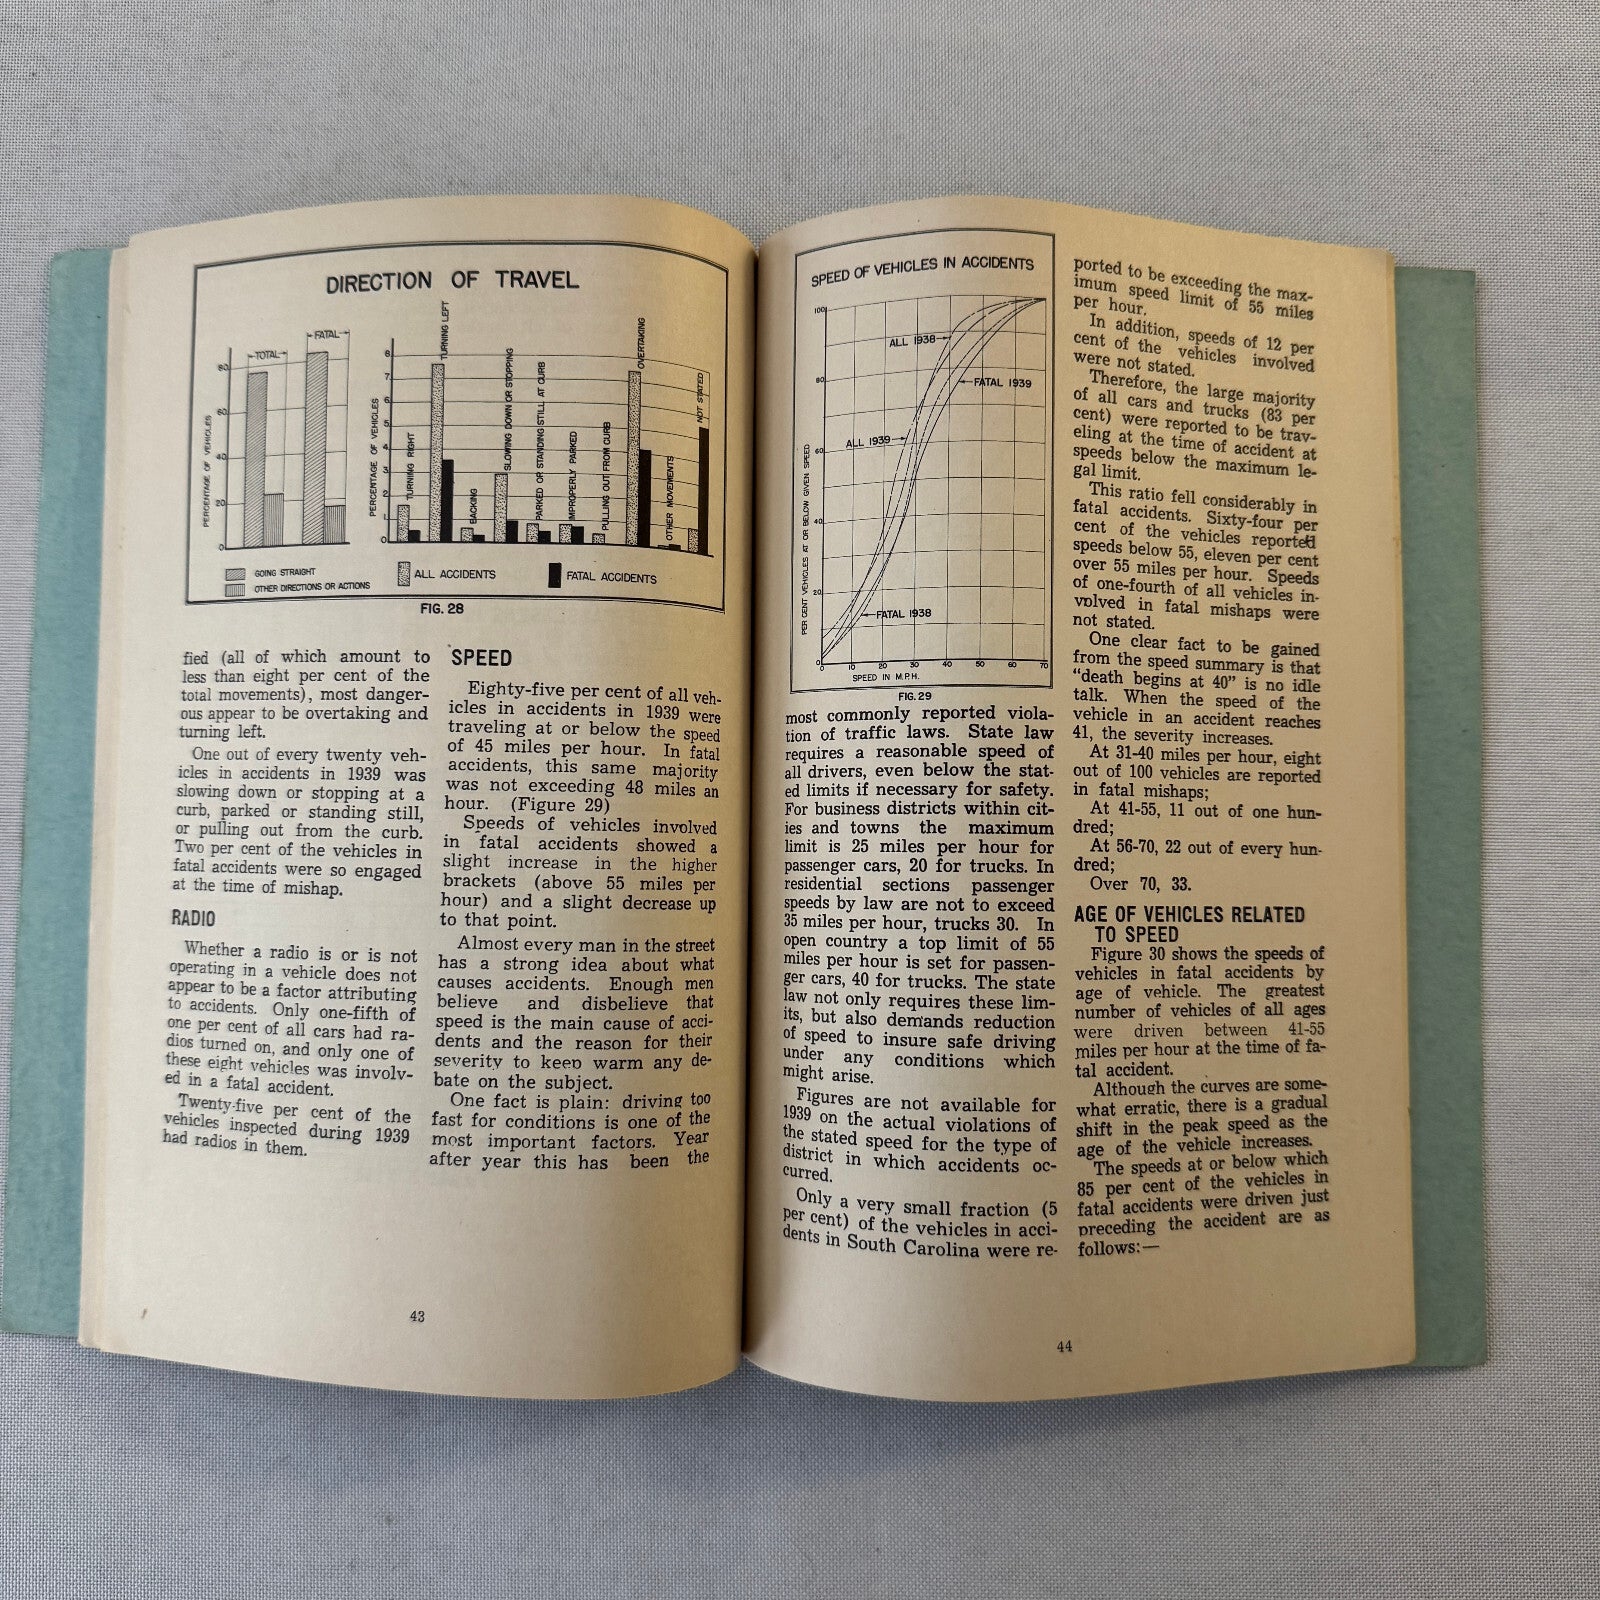 DIRECTION OF TRAVEL
TOTAL
FATAL
PERCENTAGE OF VEHICLES
80
60
40
20
0
PERCENTAGE OF VEHICLES
8
7
6
5
4
3
2
1
0
TURNING RIGHT
TURNING LEFT
BACKING
SLOWING DOWN OR STOPPING
PARKED OR STANDING STILL AT CURB
IMPROPERLY PARKED
PULLING OUT FROM CURB
OVERTAKING
OTHER MOVEMENTS
NOT STATED
GOING STRAIGHT
OTHER DIRECTIONS OR ACTIONS
ALL ACCIDENTS
FATAL ACCIDENTS
FIG. 28
fied (all of which amount to
less than eight per cent of the
total movements), most danger-
ous appear to be overtaking and
turning left.
One out of every twenty veh-
icles in accidents in 1939 was
slowing down or stopping at a
curb, parked or standing still,
or pulling out from the curb.
Two per cent of the vehicles in
fatal accidents were so engaged
at the time of mishap.
RADIO
Whether a radio is or is not
operating in a vehicle does not
appear to be a factor attributing
to accidents. Only one-fifth of
one per cent of all cars had ra-
dios turned on, and only one of
these eight vehicles was involv-
ed in a fatal accident.
Twenty-five per cent of the
vehicles inspected during 1939
had radios in them.
SPEED
Eighty-five per cent of all veh-
icles in accidents in 1939 were
traveling at or below the speed
of 45 miles per hour. In fatal
accidents, this same majority
was not exceeding 48 miles an
hour. (Figure 29)
Speeds of vehicles involved
in fatal accidents showed a
slight increase in the higher
brackets (above 55 miles per
hour) and a slight decrease up
to that point.
Almost every man in the street
has a strong idea about what
causes accidents. Enough men
believe and disbelieve that
speed is the main cause of acci-
dents and the reason for their
severity to keep warm any de-
bate on the subject.
One fact is plain: driving too
fast for conditions is one of the
most important factors. Year
after year this has been the
43
SPEED OF VEHICLES IN ACCIDENTS
PER CENT VEHICLES AT OR BELOW GIVEN SPEED
100
80
60
40
20
0
ALL 1938
FATAL 1939
ALL 1939
FATAL 1938
0 10 20 30 40 50 60 70
SPEED IN M.P.H.
FIG. 29
most commonly reported viola-
tion of traffic laws. State law
requires a reasonable speed of
all drivers, even below the stat-
ed limits if necessary for safety.
For business districts within cit-
ies and towns the maximum
limit is 25 miles per hour for
passenger cars, 20 for trucks. In
residential sections passenger
speeds by law are not to exceed
35 miles per hour, trucks 30. In
open country a top limit of 55
miles per hour is set for passen-
ger cars, 40 for trucks. The state
law not only requires these lim-
its, but also demands reduction
of speed to insure safe driving
under any conditions which
might arise.
Figures are not available for
1939 on the actual violations of
the stated speed for the type of
district in which accidents oc-
curred.
Only a very small fraction (5
per cent) of the vehicles in acci-
dents in South Carolina were re-
ported to be exceeding the max-
imum speed limit of 55 miles
per hour.
In addition, speeds of 12 per
cent of the vehicles involved
were not stated.
Therefore, the large majority
of all cars and trucks (83 per
cent) were reported to be trav-
eling at the time of accident at
speeds below the maximum le-
gal limit.
This ratio fell considerably in
fatal accidents. Sixty-four per
cent of the vehicles reported
speeds below 55, eleven per cent
over 55 miles per hour. Speeds
of one-fourth of all vehicles in-
volved in fatal mishaps were
not stated.
One clear fact to be gained
from the speed summary is that
"death begins at 40" is no idle
talk. When the speed of the
vehicle in an accident reaches
41, the severity increases.
At 31-40 miles per hour, eight
out of 100 vehicles are reported
in fatal mishaps;
At 41-55, 11 out of one hun-
dred;
At 56-70, 22 out of every hun-
dred;
Over 70, 33.
AGE OF VEHICLES RELATED
TO SPEED
Figure 30 shows the speeds of
vehicles in fatal accidents by
age of vehicle. The greatest
number of vehicles of all ages
were driven between 41-55
miles per hour at the time of fa-
tal accident.
Although the curves are some-
what erratic, there is a gradual
shift in the peak speed as the
age of the vehicle increases.
The speeds at or below which
85 per cent of the vehicles in
fatal accidents were driven just
preceding the accident are as
follows:—
44